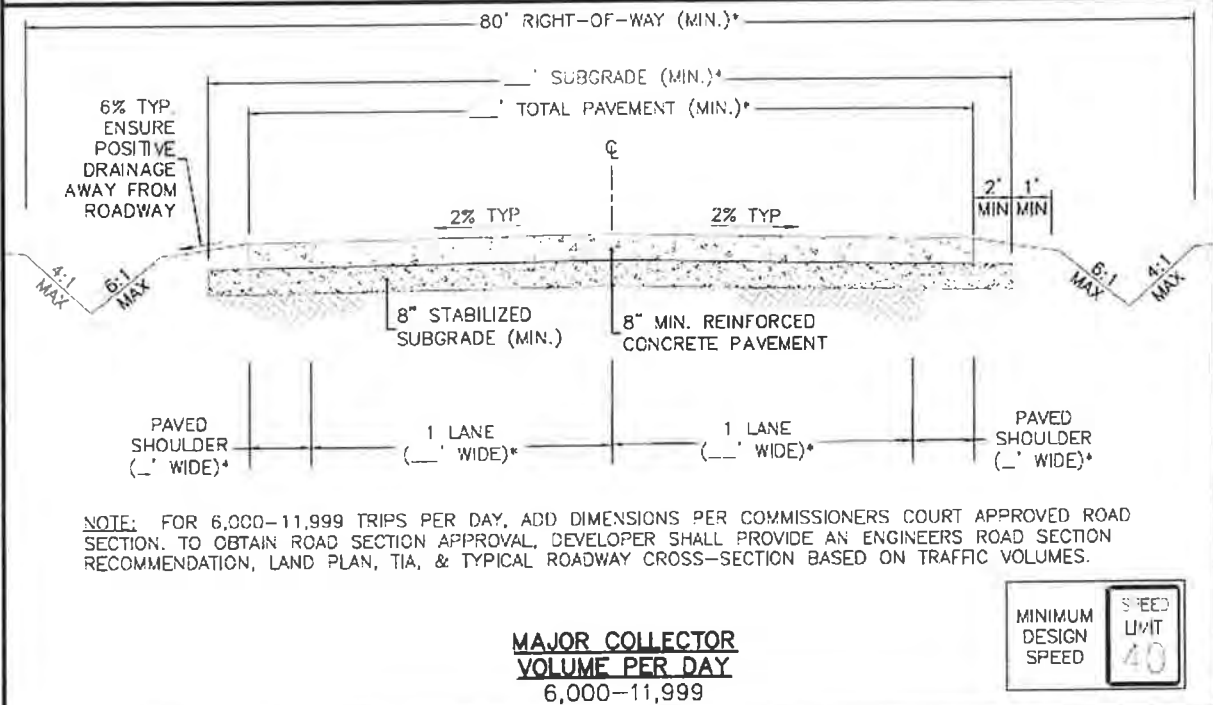 80' RIGHT-OF-WAY (MIN.)*
__' SUBGRADE (MIN.)*
__' TOTAL PAVEMENT (MIN.)*
6% TYP.
ENSURE
POSITIVE
DRAINAGE
AWAY FROM
ROADWAY
℄
2' MIN
1' MIN
2% TYP
2% TYP
4:1 MAX
6:1 MAX
6:1 MAX
4:1 MAX
8" STABILIZED
SUBGRADE (MIN.)
8" MIN. REINFORCED
CONCRETE PAVEMENT
PAVED
SHOULDER
(_' WIDE)*
1 LANE
(__' WIDE)*
1 LANE
(__' WIDE)*
PAVED
SHOULDER
(_' WIDE)*
NOTE: FOR 6,000-11,999 TRIPS PER DAY, ADD DIMENSIONS PER COMMISSIONERS COURT APPROVED ROAD
SECTION. TO OBTAIN ROAD SECTION APPROVAL, DEVELOPER SHALL PROVIDE AN ENGINEERS ROAD SECTION
RECOMMENDATION, LAND PLAN, TIA, & TYPICAL ROADWAY CROSS-SECTION BASED ON TRAFFIC VOLUMES.
MINIMUM
DESIGN
SPEED
SPEED
LIMIT
40
MAJOR COLLECTOR
VOLUME PER DAY
6,000-11,999